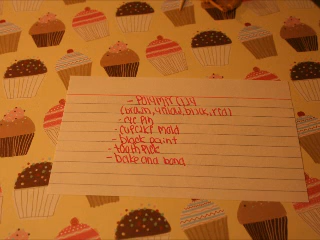 - Polymer clay
(brown, yellow, black, red)
- eye pin
- cupcake mold
- black paint
- toothpick
- bake and bond